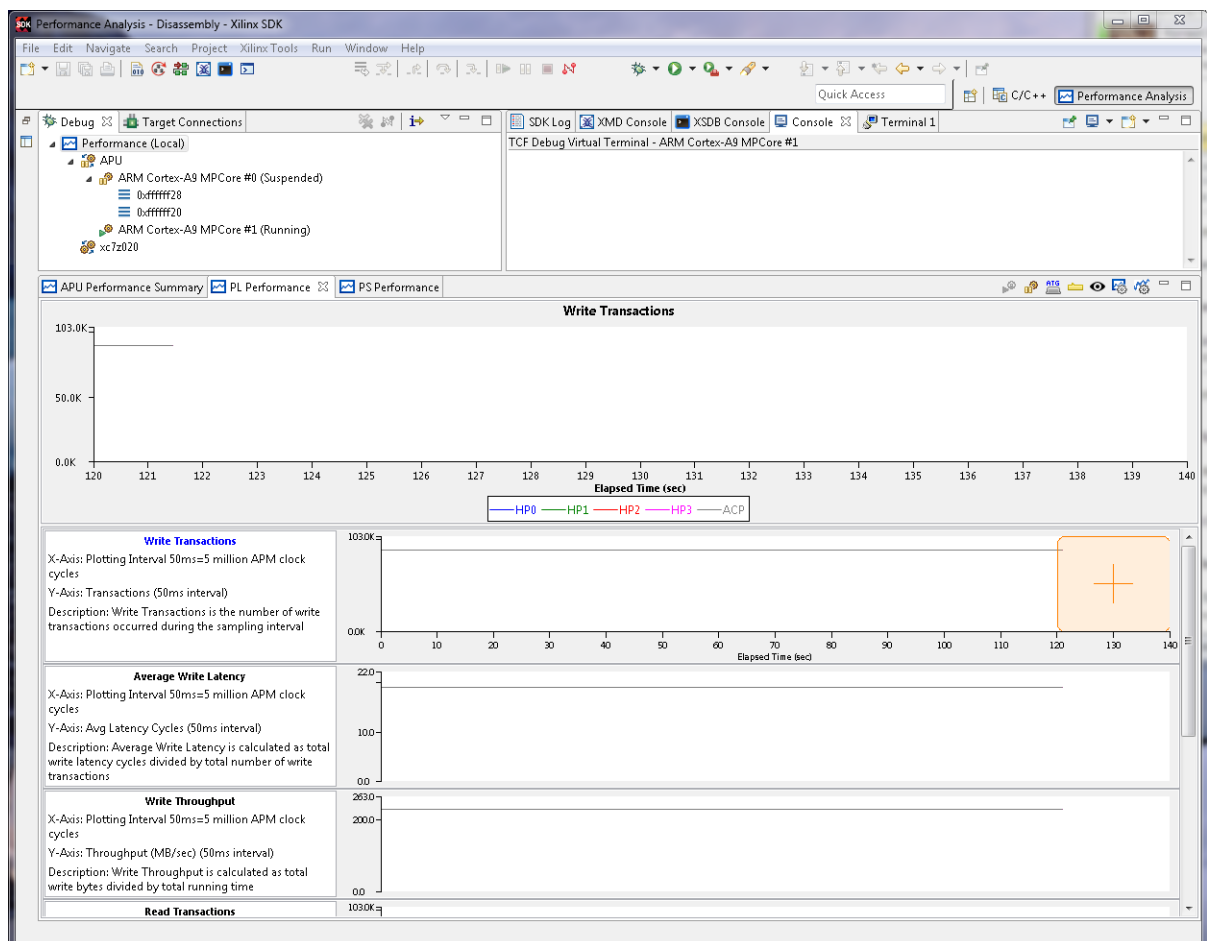 Performance Analysis - Disassembly - Xilinx SDK
File Edit Navigate Search Project Xilinx Tools Run Window Help
Quick Access
C/C++
Performance Analysis
Debug
Target Connections
Performance (Local)
APU
ARM Cortex-A9 MPCore #0 (Suspended)
0xffffff28
0xffffff20
ARM Cortex-A9 MPCore #1 (Running)
xc7z020
SDK Log
XMD Console
XSDB Console
Console
Terminal 1
TCF Debug Virtual Terminal - ARM Cortex-A9 MPCore #1
APU Performance Summary
PL Performance
PS Performance
ATG
Write Transactions
103.0K
50.0K
0.0K
120 121 122 123 124 125 126 127 128 129 130 131 132 133 134 135 136 137 138 139 140
Elapsed Time (sec)
HP0 HP1 HP2 HP3 ACP
Write Transactions
X-Axis: Plotting Interval 50ms=5 million APM clock
cycles
Y-Axis: Transactions (50ms interval)
Description: Write Transactions is the number of write
transactions occurred during the sampling interval
103.0K
0.0K
0 10 20 30 40 50 60 70 80 90 100 110 120 130 140
Elapsed Time (sec)
Average Write Latency
X-Axis: Plotting Interval 50ms=5 million APM clock
cycles
Y-Axis: Avg Latency Cycles (50ms interval)
Description: Average Write Latency is calculated as total
write latency cycles divided by total number of write
transactions
22.0
10.0
0.0
Write Throughput
X-Axis: Plotting Interval 50ms=5 million APM clock
cycles
Y-Axis: Throughput (MB/sec) (50ms interval)
Description: Write Throughput is calculated as total
write bytes divided by total running time
263.0
200.0
0.0
Read Transactions
103.0K